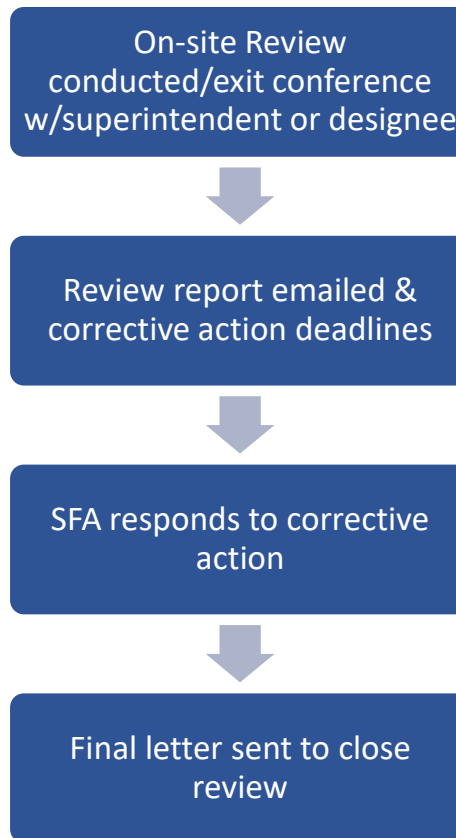 On-site Review
conducted/exit conference
w/superintendent or designee
Review report emailed &
corrective action deadlines
SFA responds to corrective
action
Final letter sent to close
review